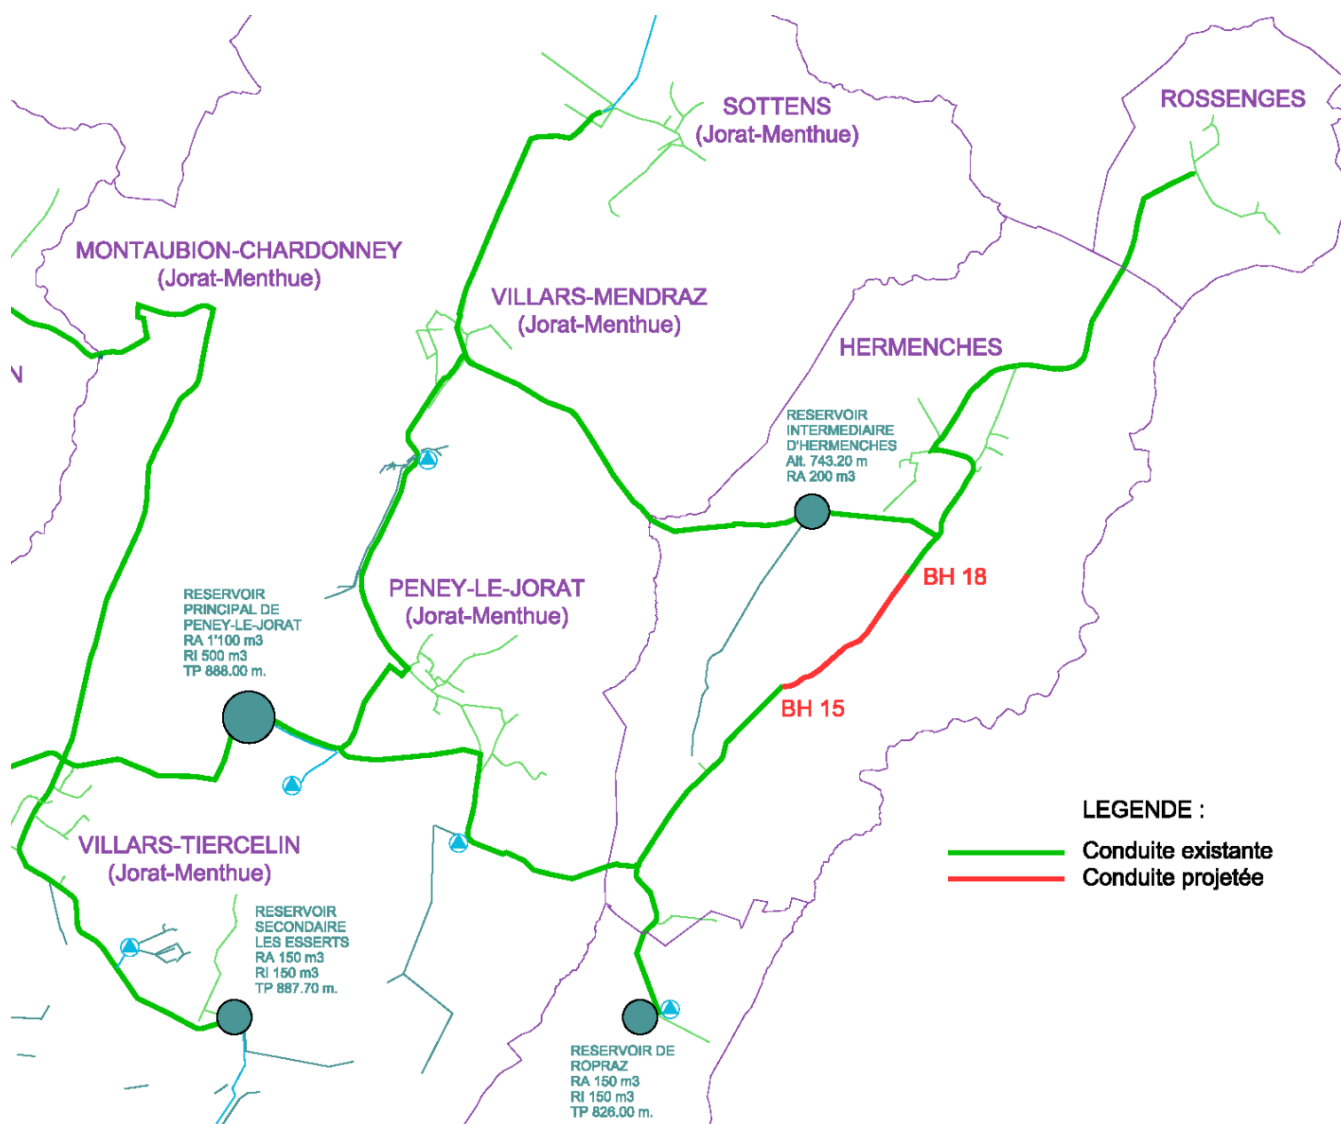 SOTTENS
(Jorat-Menthue)
ROSSENGES
MONTAUBION-CHARDONNEY
(Jorat-Menthue)
VILLARS-MENDRAZ
(Jorat-Menthue)
HERMENCHES
N
RESERVOIR
INTERMEDIAIRE
D'HERMENCHES
Alt. 743.20 m
RA 200 m3
BH 18
PENEY-LE-JORAT
(Jorat-Menthue)
RESERVOIR
PRINCIPAL DE
PENEY-LE-JORAT
RA 1'100 m3
RI 500 m3
TP 888.00 m.
BH 15
LEGENDE :
Conduite existante
Conduite projetée
VILLARS-TIERCELIN
(Jorat-Menthue)
RESERVOIR
SECONDAIRE
LES ESSERTS
RA 150 m3
RI 150 m3
TP 887.70 m.
RESERVOIR DE
ROPRAZ
RA 150 m3
RI 150 m3
TP 826.00 m.